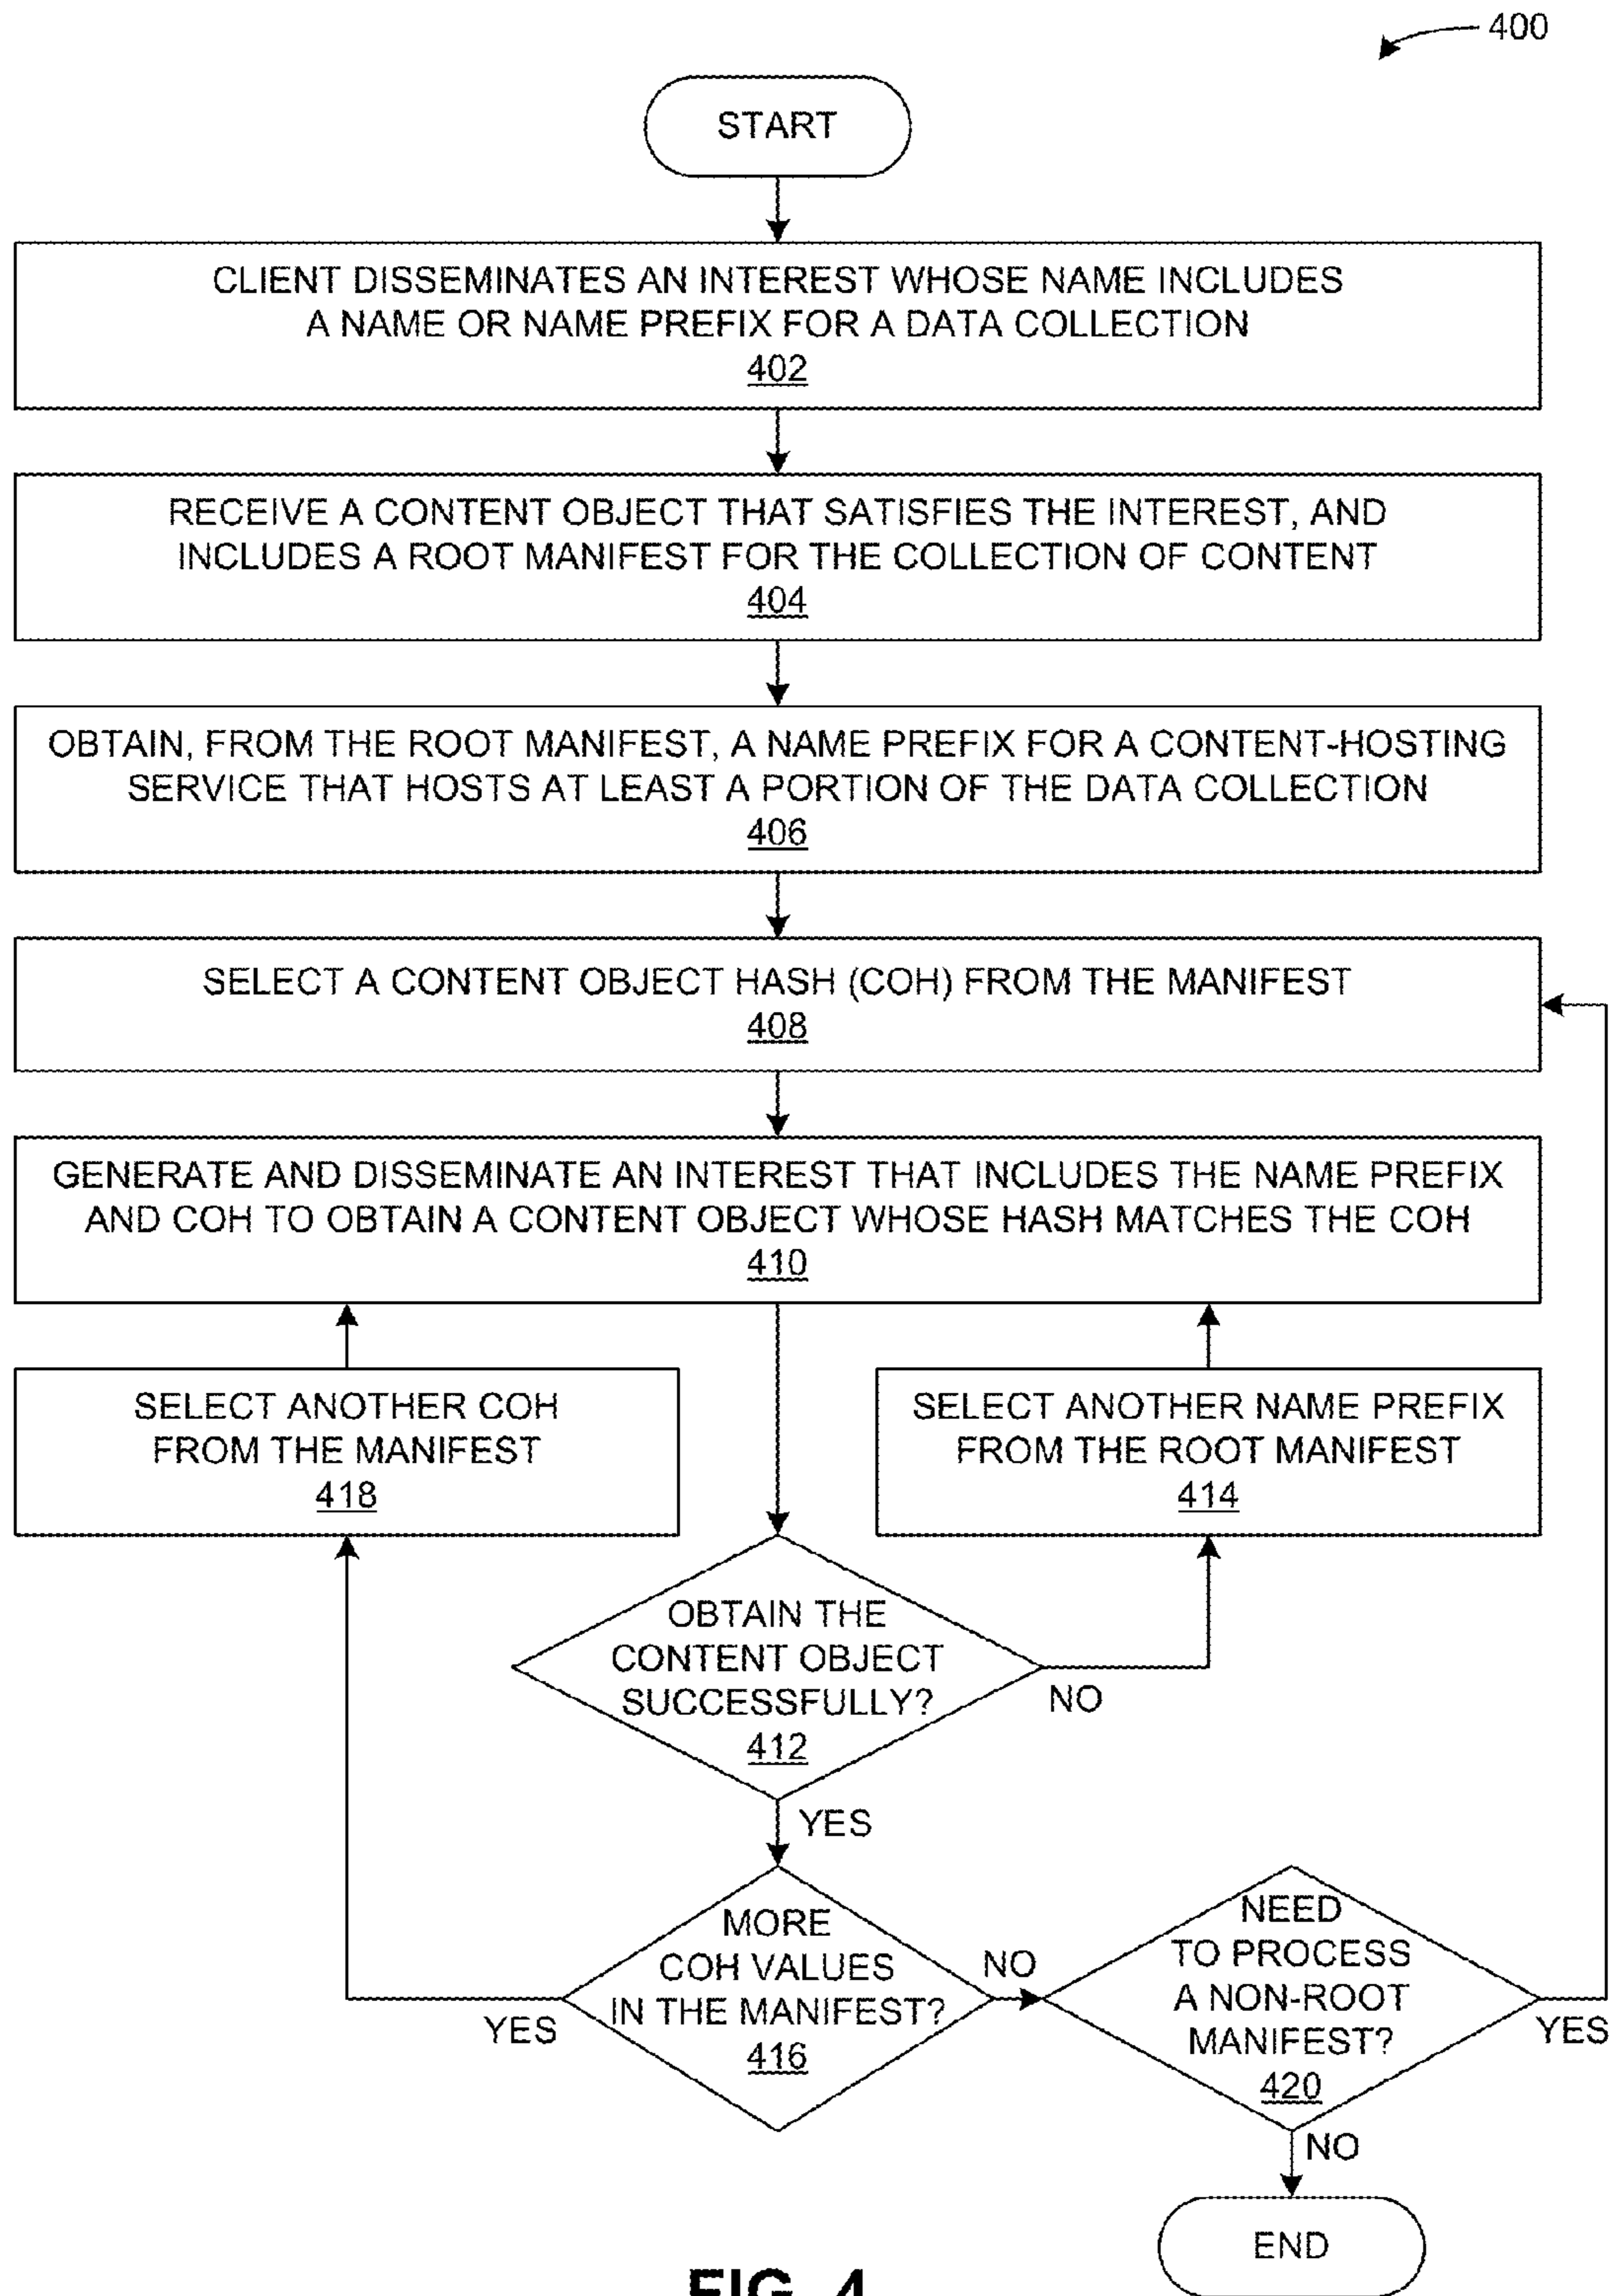 400
START
CLIENT DISSEMINATES AN INTEREST WHOSE NAME INCLUDES
A NAME OR NAME PREFIX FOR A DATA COLLECTION
402
RECEIVE A CONTENT OBJECT THAT SATISFIES THE INTEREST, AND
INCLUDES A ROOT MANIFEST FOR THE COLLECTION OF CONTENT
404
OBTAIN, FROM THE ROOT MANIFEST, A NAME PREFIX FOR A CONTENT-HOSTING
SERVICE THAT HOSTS AT LEAST A PORTION OF THE DATA COLLECTION
406
SELECT A CONTENT OBJECT HASH (COH) FROM THE MANIFEST
408
GENERATE AND DISSEMINATE AN INTEREST THAT INCLUDES THE NAME PREFIX
AND COH TO OBTAIN A CONTENT OBJECT WHOSE HASH MATCHES THE COH
410
SELECT ANOTHER COH
FROM THE MANIFEST
418
SELECT ANOTHER NAME PREFIX
FROM THE ROOT MANIFEST
414
OBTAIN THE
CONTENT OBJECT
SUCCESSFULLY?
412
NO
YES
MORE
COH VALUES
IN THE MANIFEST?
416
YES
NO
NEED
TO PROCESS
A NON-ROOT
MANIFEST?
420
YES
NO
END
FIG. 4